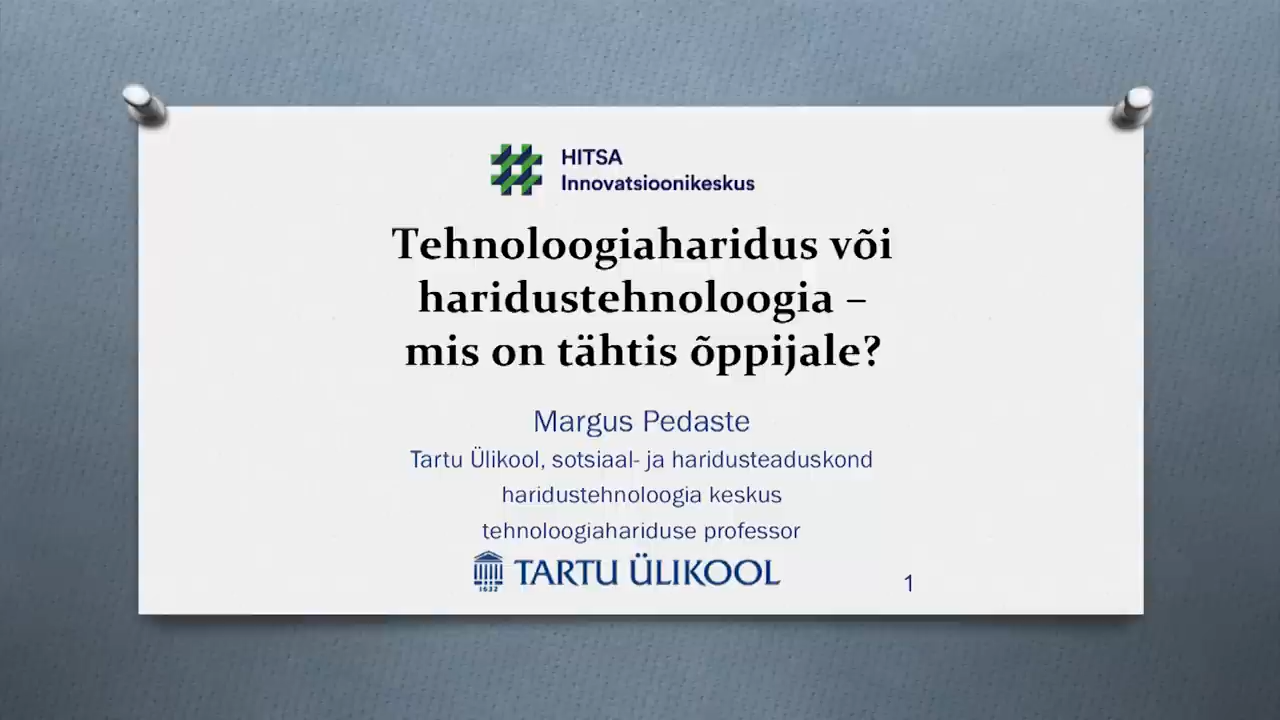 HITSA
Innovatsioonikeskus
Tehnoloogiaharidus või
haridustehnoloogia –
mis on tähtis õppijale?
Margus Pedaste
Tartu Ülikool, sotsiaal- ja haridusteaduskond
haridustehnoloogia keskus
tehnoloogiahariduse professor
1632 TARTU ÜLIKOOL
1